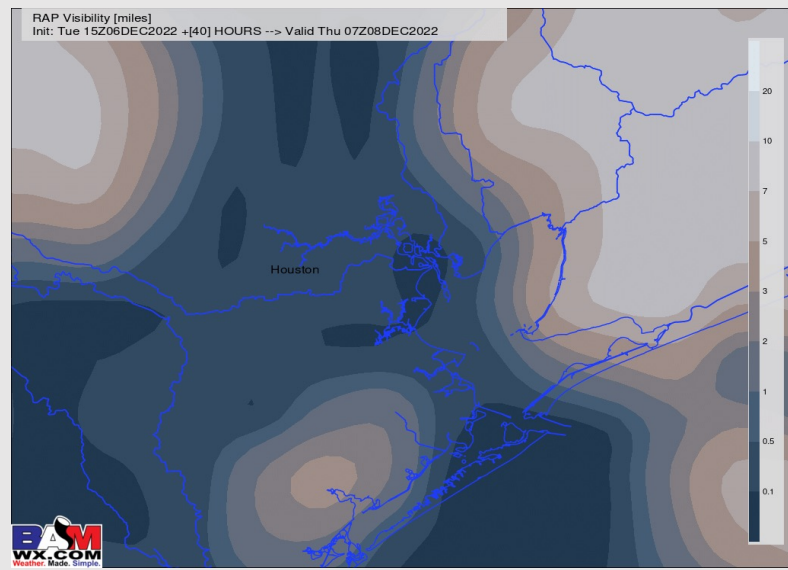 RAP Visibility [miles]
Init: Tue 15Z06DEC2022 +[40] HOURS --> Valid Thu 07Z08DEC2022
20
10
7
5
Houston
3
2
1
0.5
0.1
BAM
WX.COM
Weather. Made. Simple.